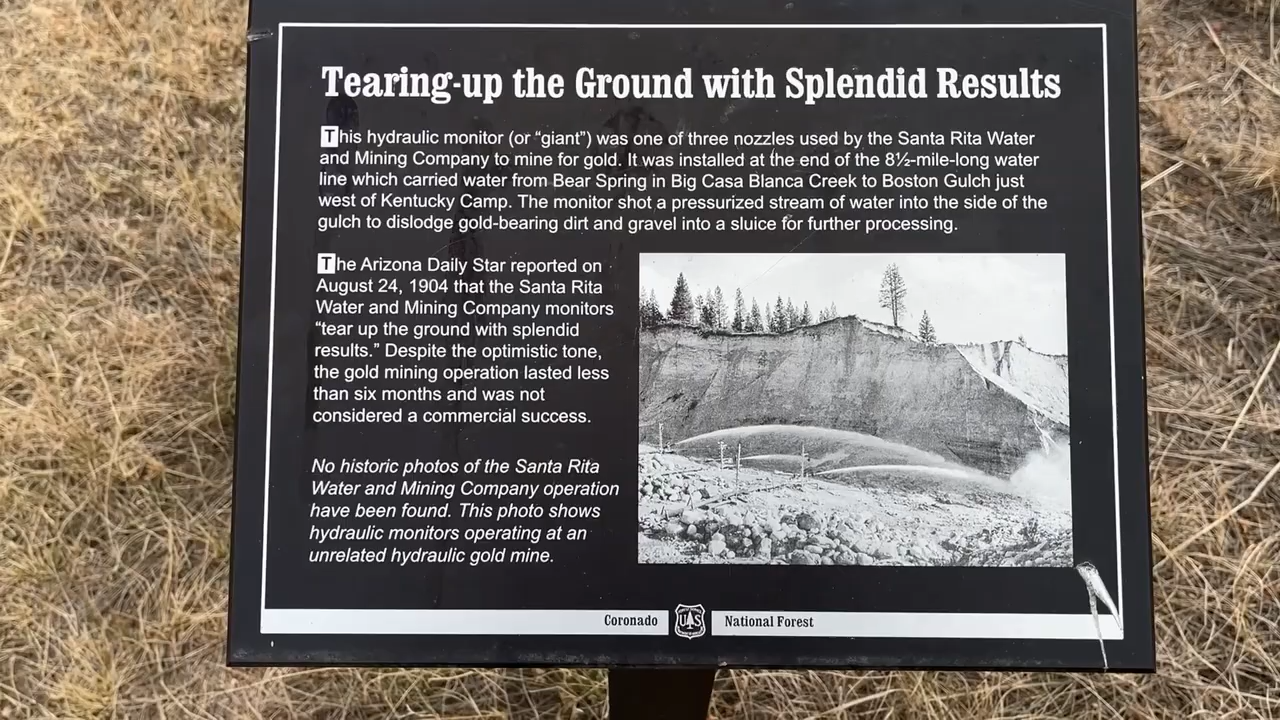 Tearing-up the Ground with Splendid Results
This hydraulic monitor (or “giant”) was one of three nozzles used by the Santa Rita Water
and Mining Company to mine for gold. It was installed at the end of the 8½-mile-long water
line which carried water from Bear Spring in Big Casa Blanca Creek to Boston Gulch just
west of Kentucky Camp. The monitor shot a pressurized stream of water into the side of the
gulch to dislodge gold-bearing dirt and gravel into a sluice for further processing.
The Arizona Daily Star reported on
August 24, 1904 that the Santa Rita
Water and Mining Company monitors
“tear up the ground with splendid
results.” Despite the optimistic tone,
the gold mining operation lasted less
than six months and was not
considered a commercial success.
No historic photos of the Santa Rita
Water and Mining Company operation
have been found. This photo shows
hydraulic monitors operating at an
unrelated hydraulic gold mine.
Coronado
US
National Forest